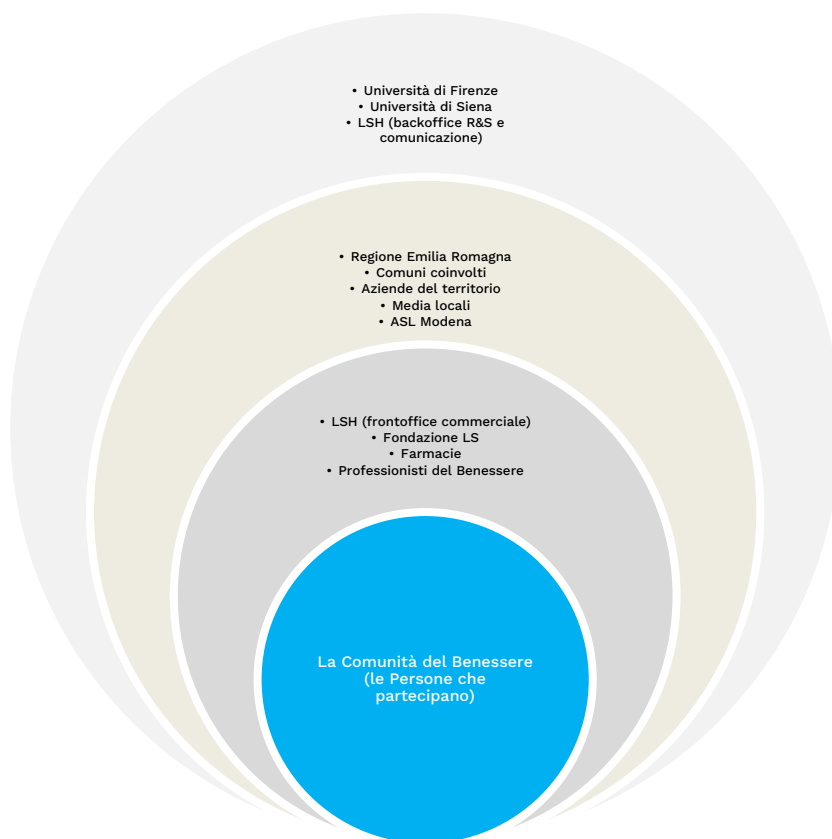 • Università di Firenze
• Università di Siena
• LSH (backoffice R&S e
comunicazione)
• Regione Emilia Romagna
• Comuni coinvolti
• Aziende del territorio
• Media locali
• ASL Modena
• LSH (frontoffice commerciale)
• Fondazione LS
• Farmacie
• Professionisti del Benessere
La Comunità del Benessere
(le Persone che
partecipano)